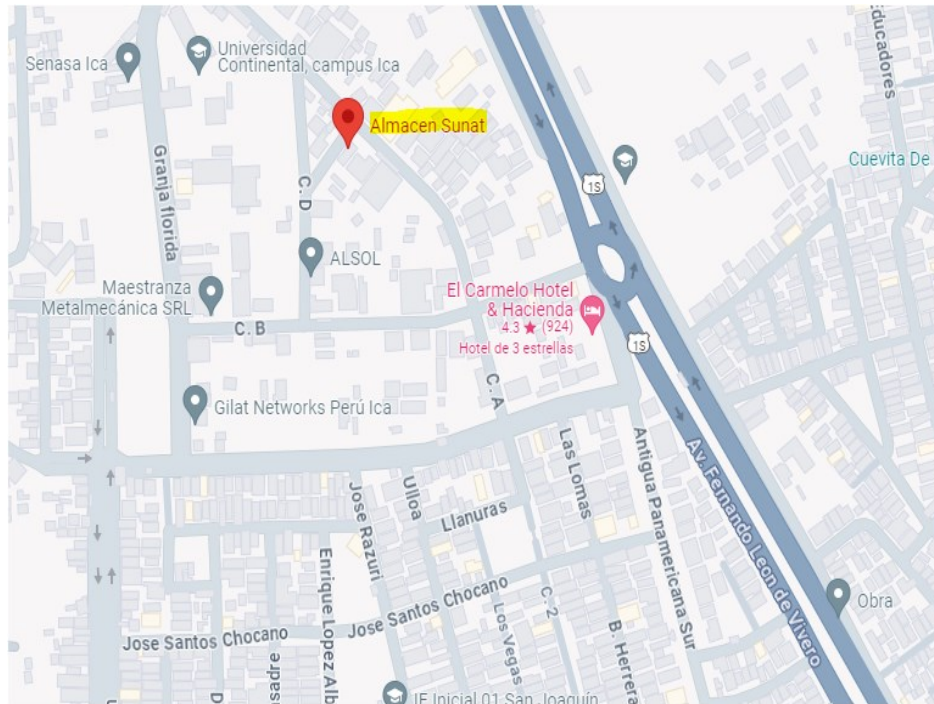 Universidad
Continental, campus Ica
Senasa Ica
Almacen Sunat
Educadores
Cuevita De
1S
Granja florida
C. D
ALSOL
Maestranza
Metalmecánica SRL
C. B
El Carmelo Hotel
& Hacienda
4.3 ★ (924)
Hotel de 3 estrellas
1S
C. A
Gilat Networks Perú Ica
Las Lomas
Antigua Panamericana Sur
Av. Fernando Leon de Vivero
Jose Razuri
Ulloa
Llanuras
Enrique Lopez Alb
Jose Santos Chocano
Jose Santos Chocano
Los Vegas
C. 2
B. Herrera
Obra
IE Inicial 01 San Joaquín